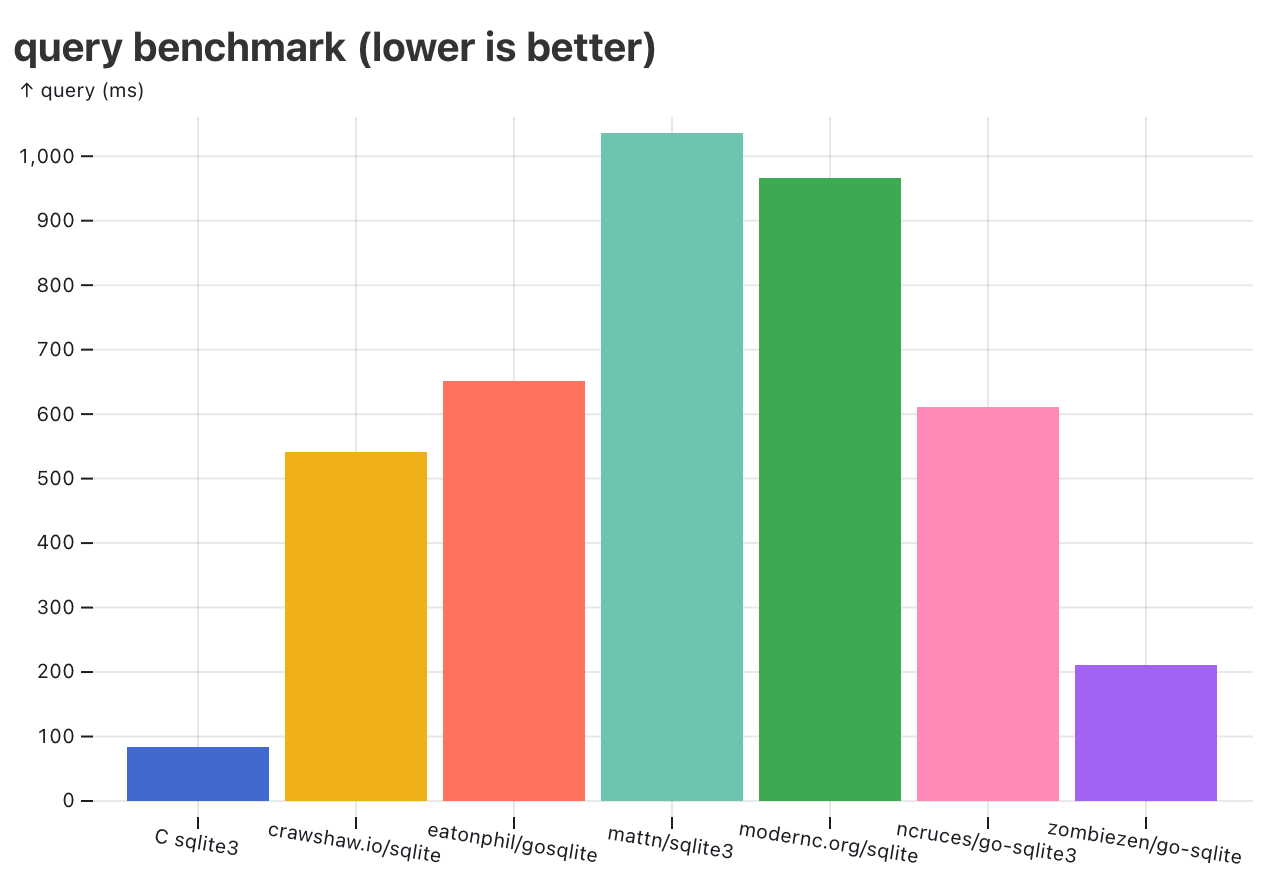 query benchmark (lower is better)
↑ query (ms)
1,000
900
800
700
600
500
400
300
200
100
0
C sqlite3
crawshaw.io/sqlite
eatonphil/gosqlite
mattn/sqlite3
modernc.org/sqlite
ncruces/go-sqlite3
zombiezen/go-sqlite